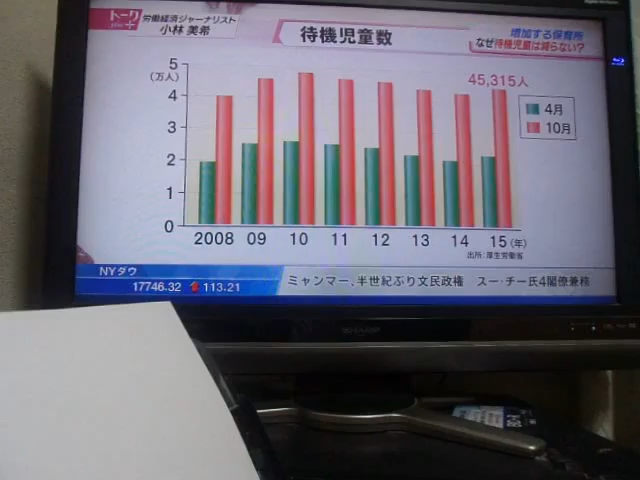 トーク
plus +
労働経済ジャーナリスト
小林 美希
待機児童数
増加する保育所
なぜ待機児童は減らない?
5
(万人)
4
3
2
1
0
45,315人
4月
10月
2008 09 10 11 12 13 14 15 (年)
出所:厚生労働省
NYダウ
17746.32 113.21
ミャンマー、半世紀ぶり文民政権 スー・チー氏4閣僚兼務
SHARP